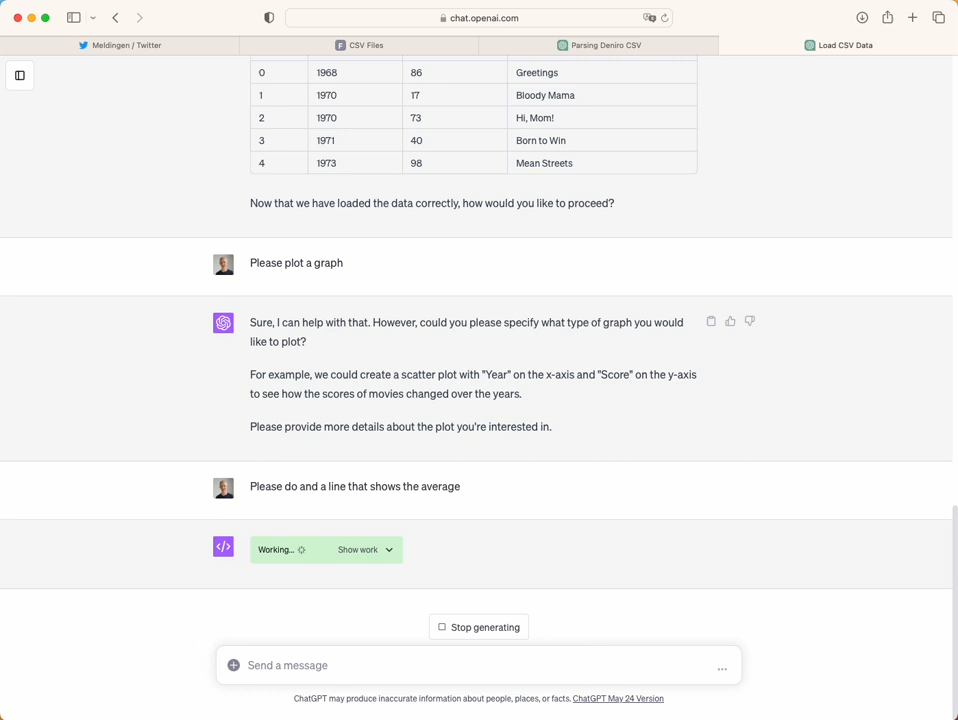 chat.openai.com
Meldingen / Twitter
F CSV Files
Parsing Deniro CSV
Load CSV Data
0 1968 86 Greetings
1 1970 17 Bloody Mama
2 1970 73 Hi, Mom!
3 1971 40 Born to Win
4 1973 98 Mean Streets
Now that we have loaded the data correctly, how would you like to proceed?
Please plot a graph
Sure, I can help with that. However, could you please specify what type of graph you would
like to plot?
For example, we could create a scatter plot with "Year" on the x-axis and "Score" on the y-axis
to see how the scores of movies changed over the years.
Please provide more details about the plot you're interested in.
Please do and a line that shows the average
Working... Show work
Stop generating
Send a message
...
ChatGPT may produce inaccurate information about people, places, or facts. ChatGPT May 24 Version